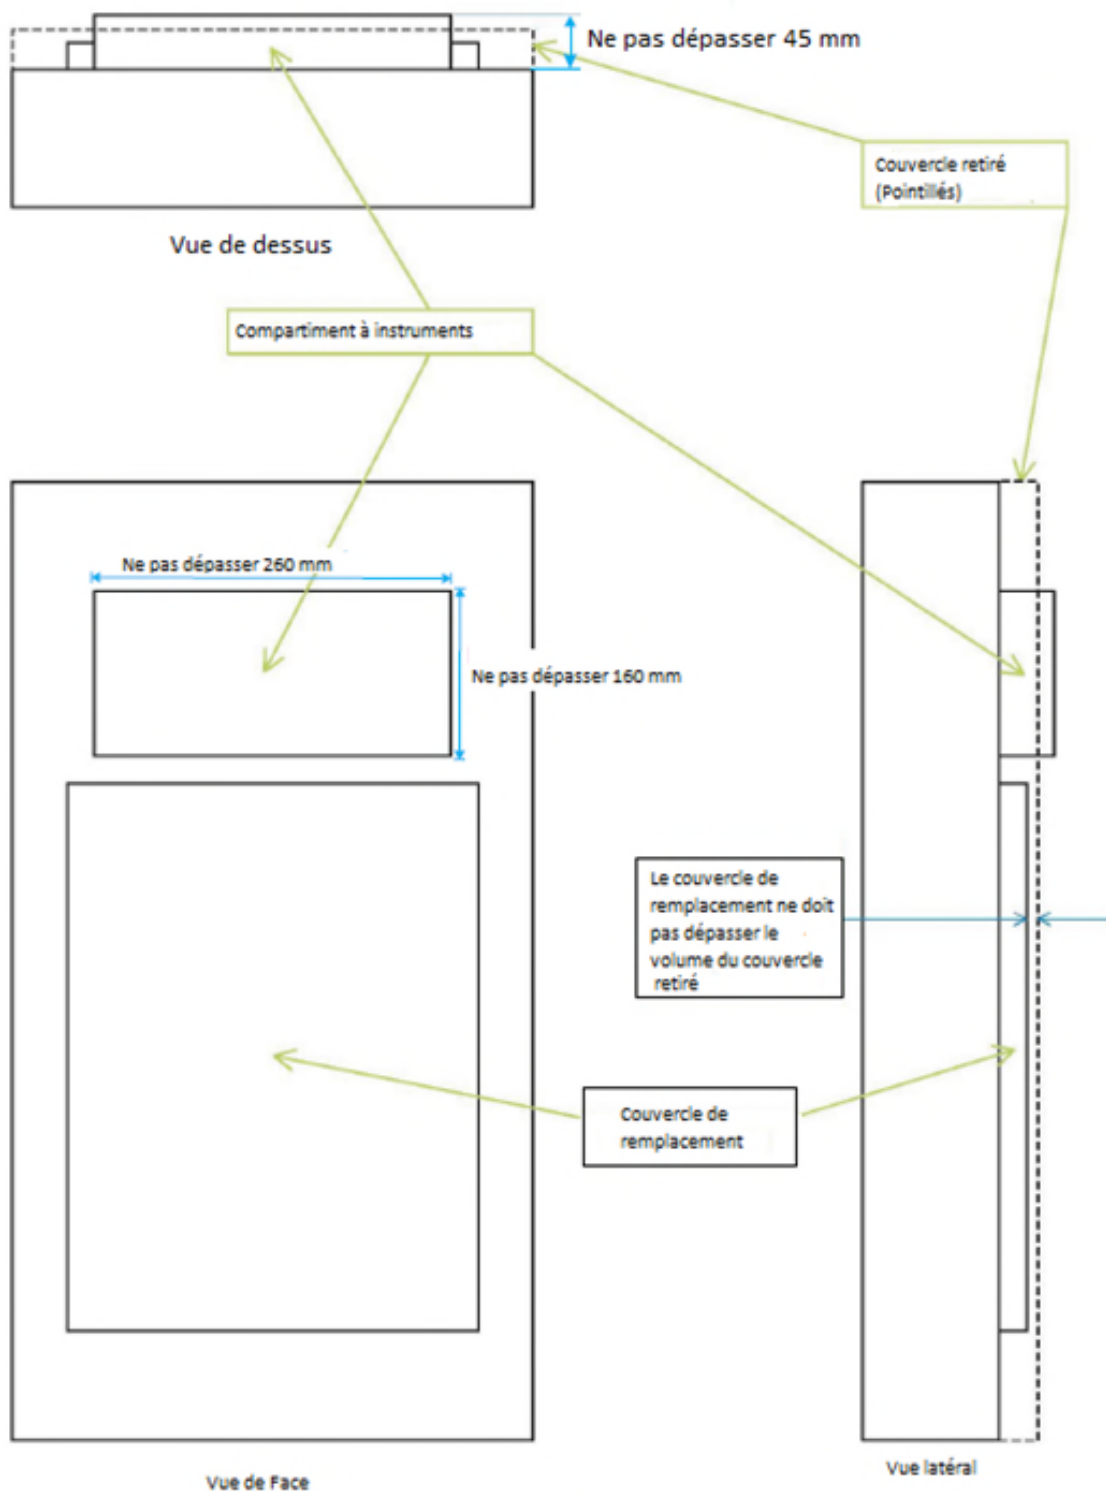 Ne pas dépasser 45 mm
Couvercle retiré
(Pointillés)
Vue de dessus
Compartiment à instruments
Ne pas dépasser 260 mm
Ne pas dépasser 160 mm
Le couvercle de
remplacement ne doit
pas dépasser le
volume du couvercle
retiré
Couvercle de
remplacement
Vue de Face
Vue latéral